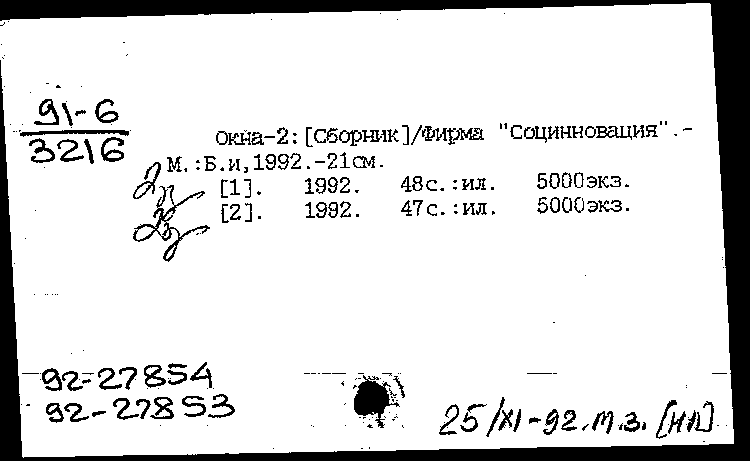 91-6
3216
Окна-2:[Сборник]/Фирма "Социнновация".-
М.:Б.и,1992.-21см.
[1]. 1992. 48с.:ил. 5000экз.
[2]. 1992. 47с.:ил. 5000экз.
92-27854
92-27853
25/XI-92.т.з. [нп]